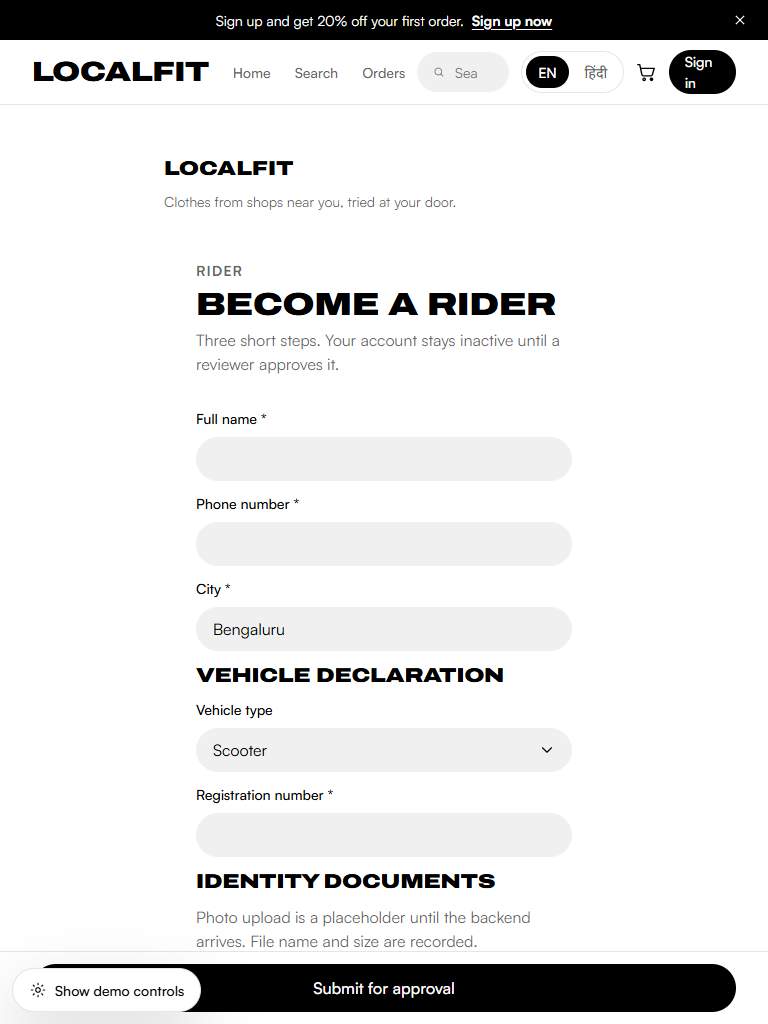 Sign up and get 20% off your first order. Sign up now
LOCALFIT
Home
Search
Orders
Sea
EN
हिंदी
Sign in
LOCALFIT
Clothes from shops near you, tried at your door.
RIDER
BECOME A RIDER
Three short steps. Your account stays inactive until a
reviewer approves it.
Full name *
Phone number *
City *
Bengaluru
VEHICLE DECLARATION
Vehicle type
Scooter
Registration number *
IDENTITY DOCUMENTS
Photo upload is a placeholder until the backend
arrives. File name and size are recorded.
Show demo controls
Submit for approval